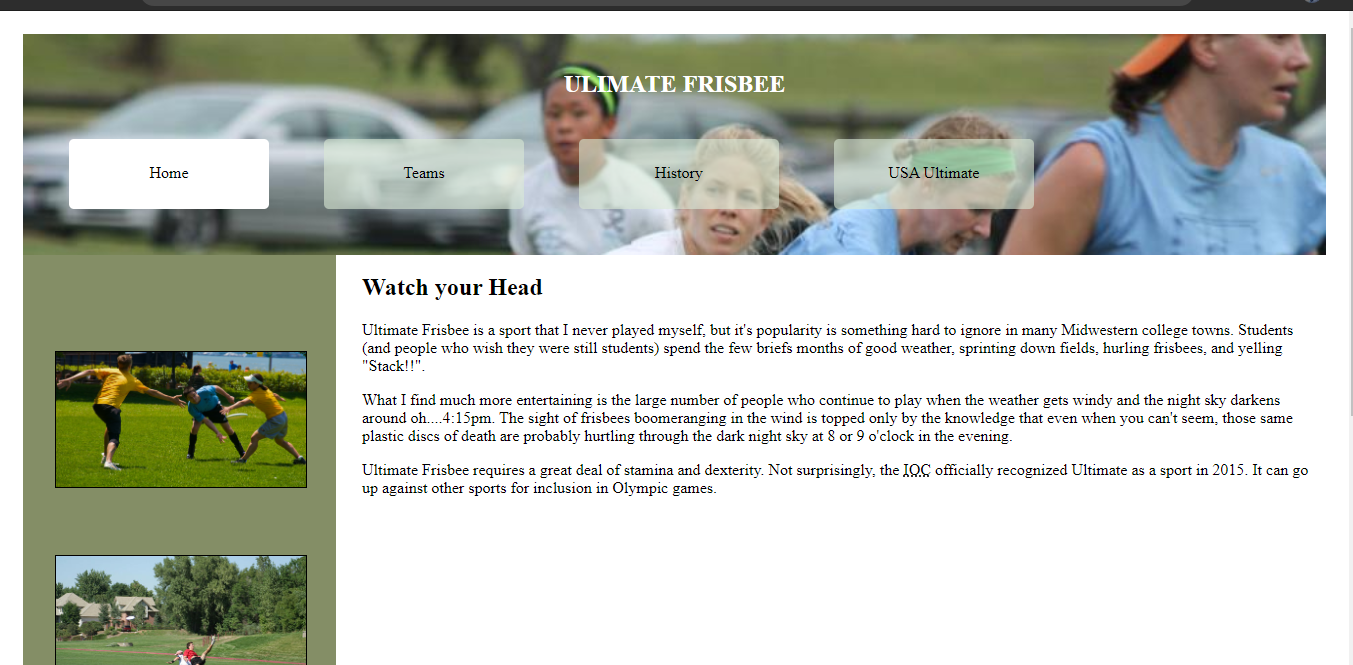 ULIMATE FRISBEE
Home
Teams
History
USA Ultimate
Watch your Head
Ultimate Frisbee is a sport that I never played myself, but it's popularity is something hard to ignore in many Midwestern college towns. Students
(and people who wish they were still students) spend the few briefs months of good weather, sprinting down fields, hurling frisbees, and yelling
"Stack!!".
What I find much more entertaining is the large number of people who continue to play when the weather gets windy and the night sky darkens
around oh....4:15pm. The sight of frisbees boomeranging in the wind is topped only by the knowledge that even when you can't seem, those same
plastic discs of death are probably hurtling through the dark night sky at 8 or 9 o'clock in the evening.
Ultimate Frisbee requires a great deal of stamina and dexterity. Not surprisingly, the IOC officially recognized Ultimate as a sport in 2015. It can go
up against other sports for inclusion in Olympic games.